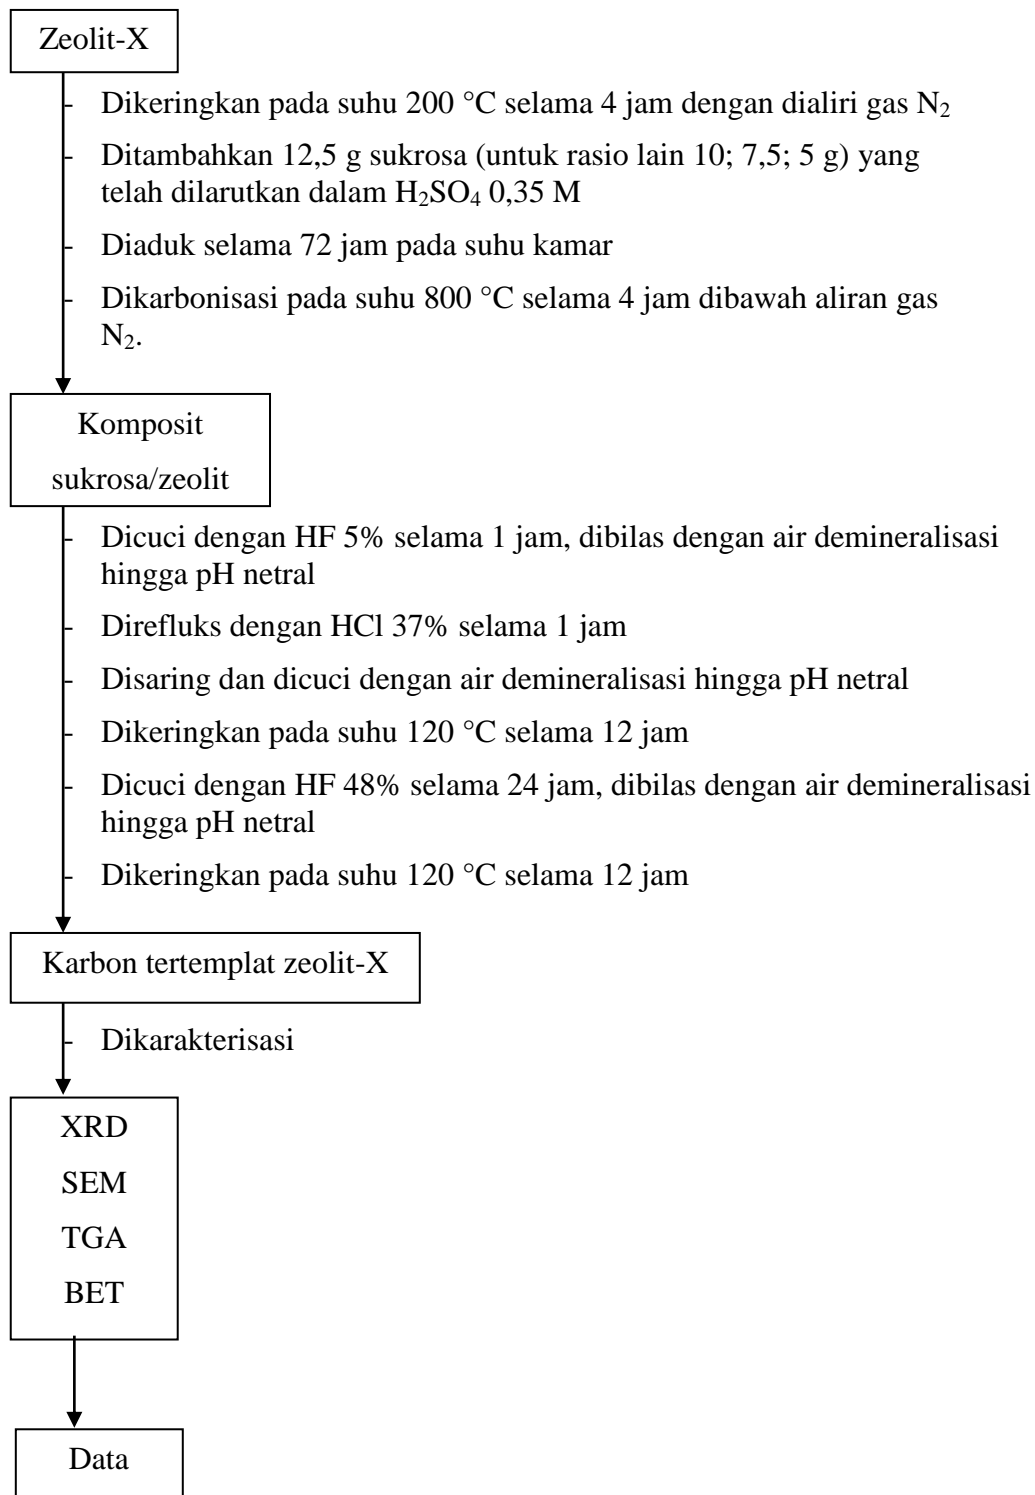 Zeolit-X
- Dikeringkan pada suhu 200 °C selama 4 jam dengan dialiri gas N₂
- Ditambahkan 12,5 g sukrosa (untuk rasio lain 10; 7,5; 5 g) yang
telah dilarutkan dalam H₂SO₄ 0,35 M
- Diaduk selama 72 jam pada suhu kamar
- Dikarbonisasi pada suhu 800 °C selama 4 jam dibawah aliran gas
N₂.
Komposit
sukrosa/zeolit
- Dicuci dengan HF 5% selama 1 jam, dibilas dengan air demineralisasi
hingga pH netral
- Direfluks dengan HCl 37% selama 1 jam
- Disaring dan dicuci dengan air demineralisasi hingga pH netral
- Dikeringkan pada suhu 120 °C selama 12 jam
- Dicuci dengan HF 48% selama 24 jam, dibilas dengan air demineralisasi
hingga pH netral
- Dikeringkan pada suhu 120 °C selama 12 jam
Karbon tertemplat zeolit-X
- Dikarakterisasi
XRD
SEM
TGA
BET
Data